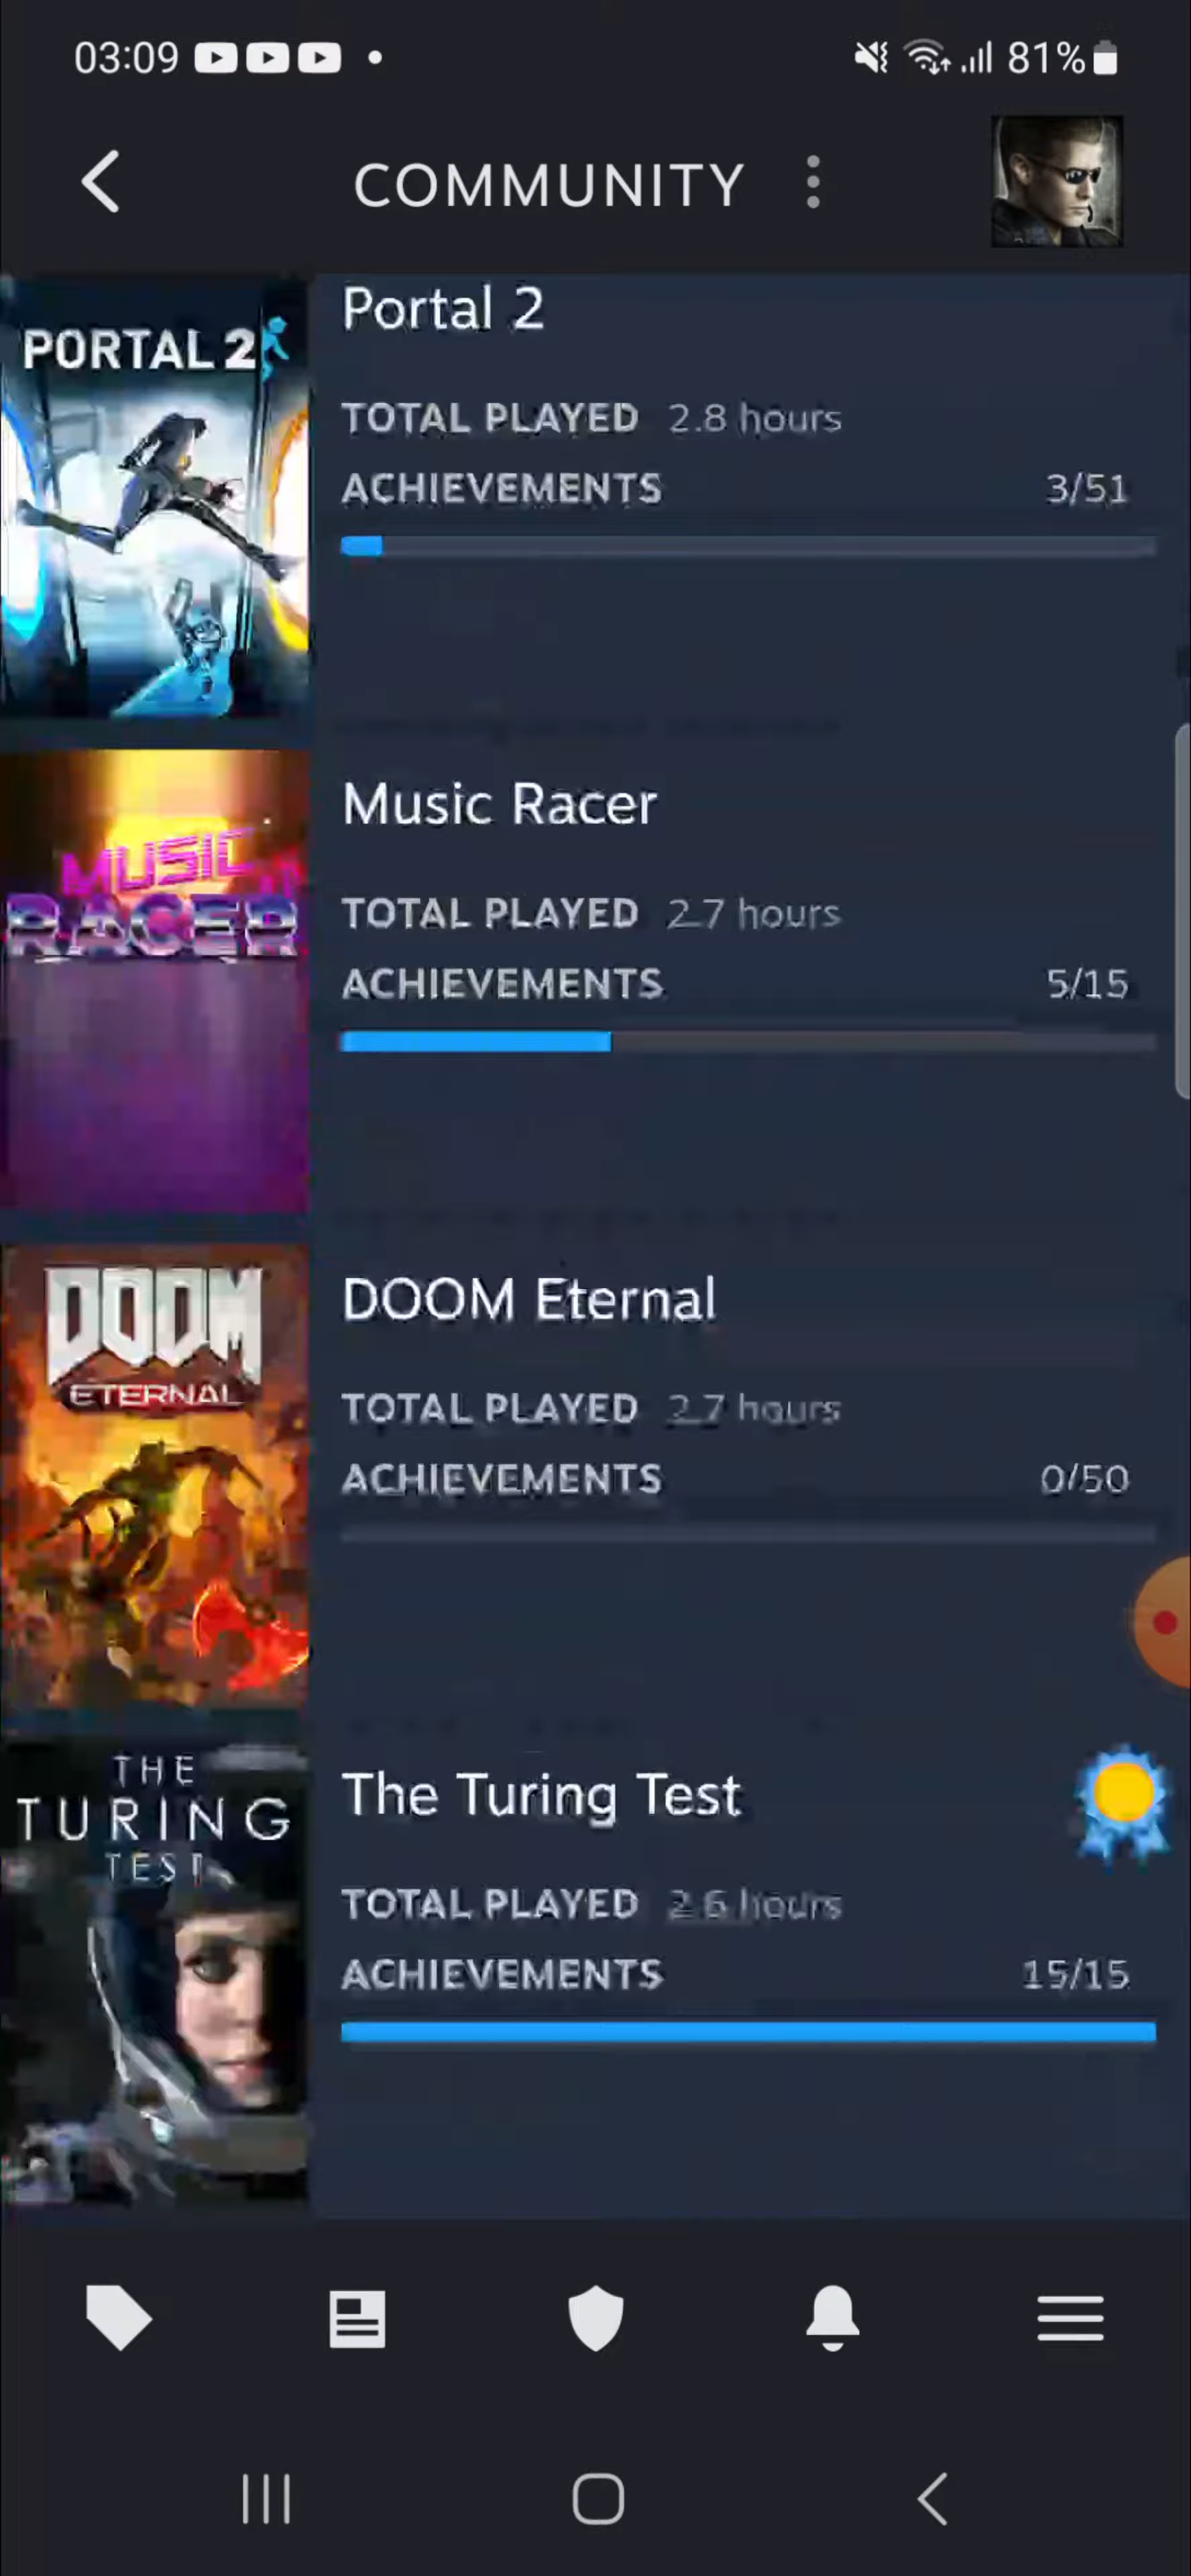 03:09
81%
COMMUNITY
PORTAL 2
Portal 2
TOTAL PLAYED 2.8 hours
ACHIEVEMENTS 3/51
MUSIC
RACER
Music Racer
TOTAL PLAYED 2.7 hours
ACHIEVEMENTS 5/15
DOOM
ETERNAL
DOOM Eternal
TOTAL PLAYED 2.7 hours
ACHIEVEMENTS 0/50
THE
TURING
TEST
The Turing Test
TOTAL PLAYED 2.6 hours
ACHIEVEMENTS 15/15